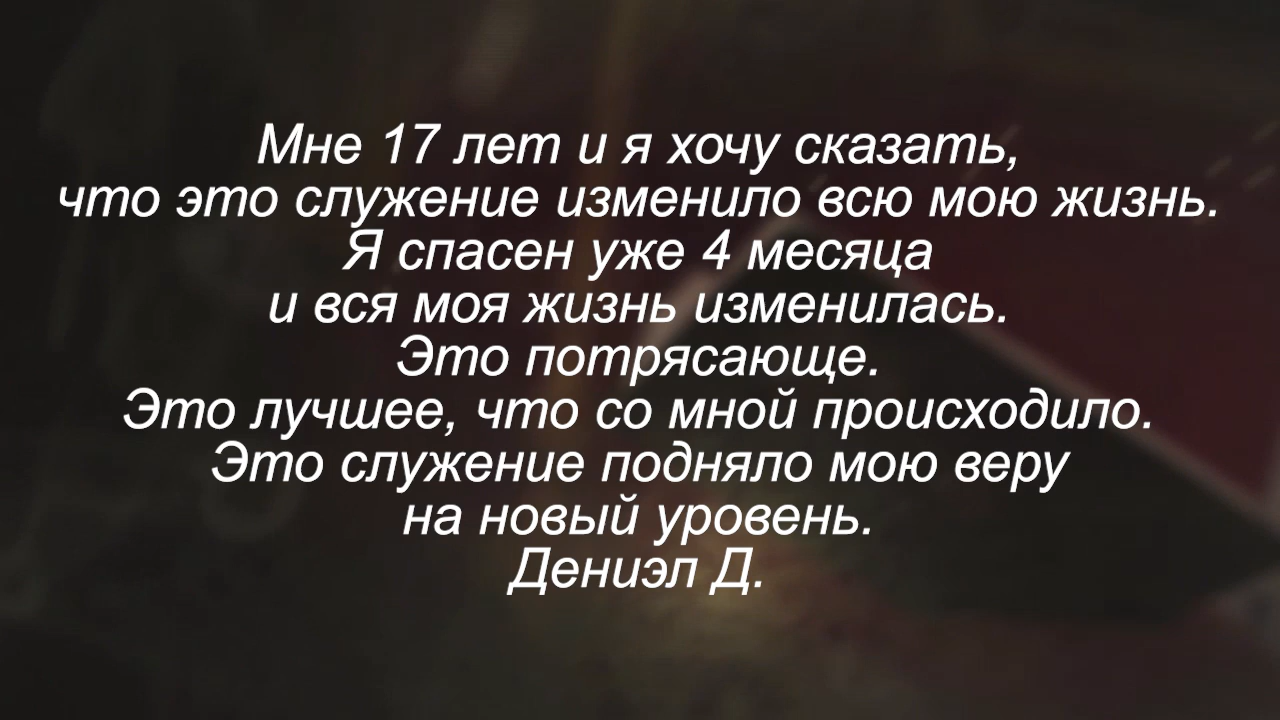 Мне 17 лет и я хочу сказать,
что это служение изменило всю мою жизнь.
Я спасен уже 4 месяца
и вся моя жизнь изменилась.
Это потрясающе.
Это лучшее, что со мной происходило.
Это служение подняло мою веру
на новый уровень.
Дениэл Д.